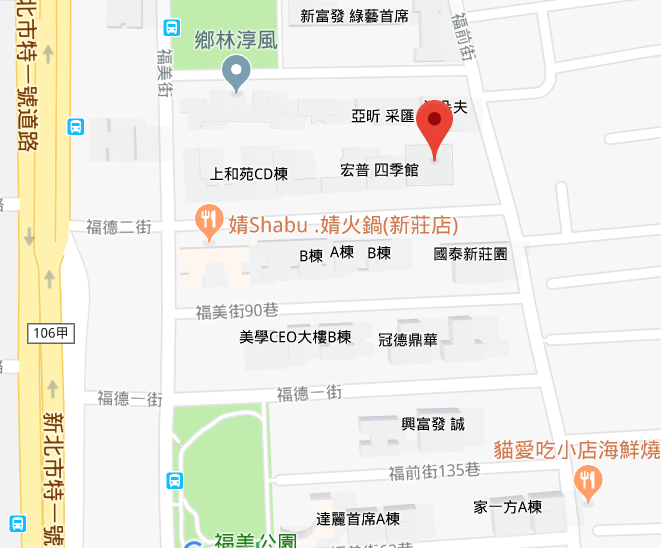 新富發 綠藝首席
福前街
鄉林淳風
福美街
北市特一號道路
亞昕 采匯
夫
上和苑CD棟
宏普 四季館
福德二街
婧Shabu .婧火鍋(新莊店)
B棟
A棟
B棟
國泰新莊園
福美街90巷
106甲
美學CEO大樓B棟
冠德鼎華
福德一街
福德一街
新北市特一號
興富發 誠
貓愛吃小店海鮮燒
福前街135巷
達麗首席A棟
家一方A棟
福美公園